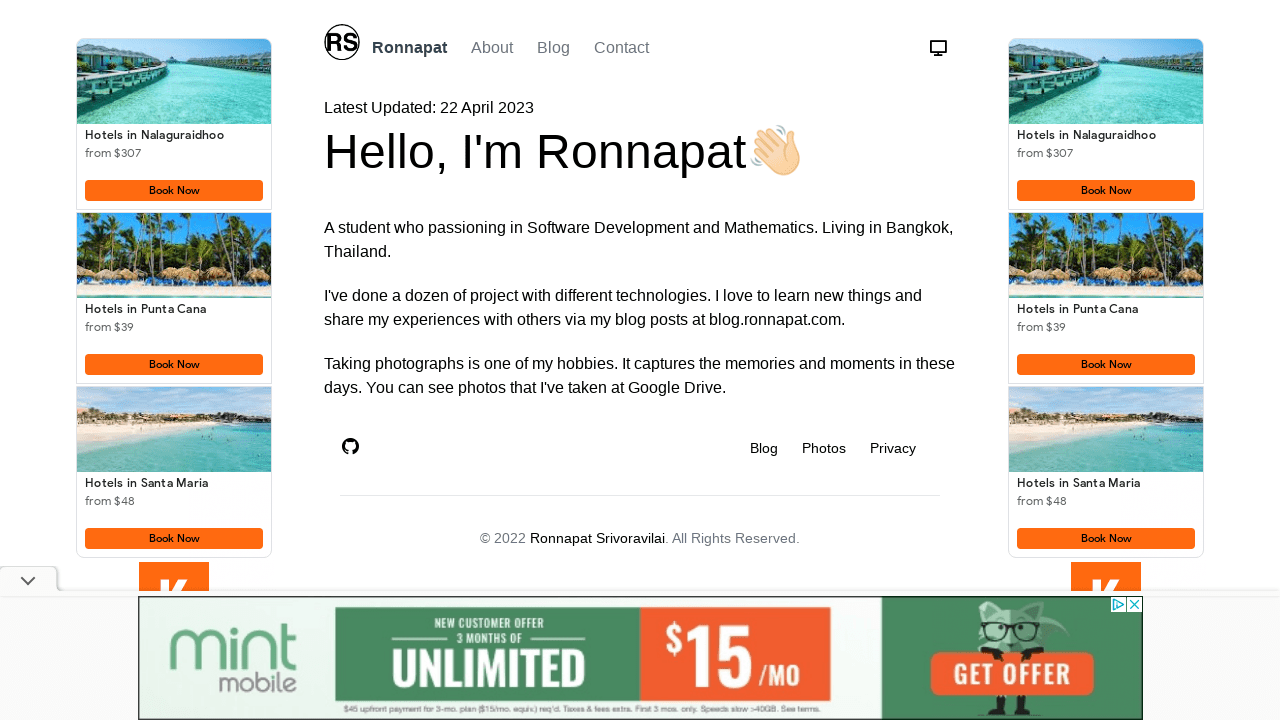 RS
Ronnapat
About
Blog
Contact
Latest Updated: 22 April 2023
Hello, I'm Ronnapat👋
A student who passioning in Software Development and Mathematics. Living in Bangkok,
Thailand.
I've done a dozen of project with different technologies. I love to learn new things and
share my experiences with others via my blog posts at blog.ronnapat.com.
Taking photographs is one of my hobbies. It captures the memories and moments in these
days. You can see photos that I've taken at Google Drive.
Blog
Photos
Privacy
© 2022 Ronnapat Srivoravilai. All Rights Reserved.
Hotels in Nalaguraidhoo
from $307
Book Now
Hotels in Punta Cana
from $39
Book Now
Hotels in Santa Maria
from $48
Book Now
K
Hotels in Nalaguraidhoo
from $307
Book Now
Hotels in Punta Cana
from $39
Book Now
Hotels in Santa Maria
from $48
Book Now
K
mint
mobile
NEW CUSTOMER OFFER
3 MONTHS OF
UNLIMITED
$15/MO
GET OFFER
$45 upfront payment for 3-mo. plan ($15/mo. equiv.) req'd. Taxes & fees extra. First 3 mos. only. Speeds slow >40GB. See terms.